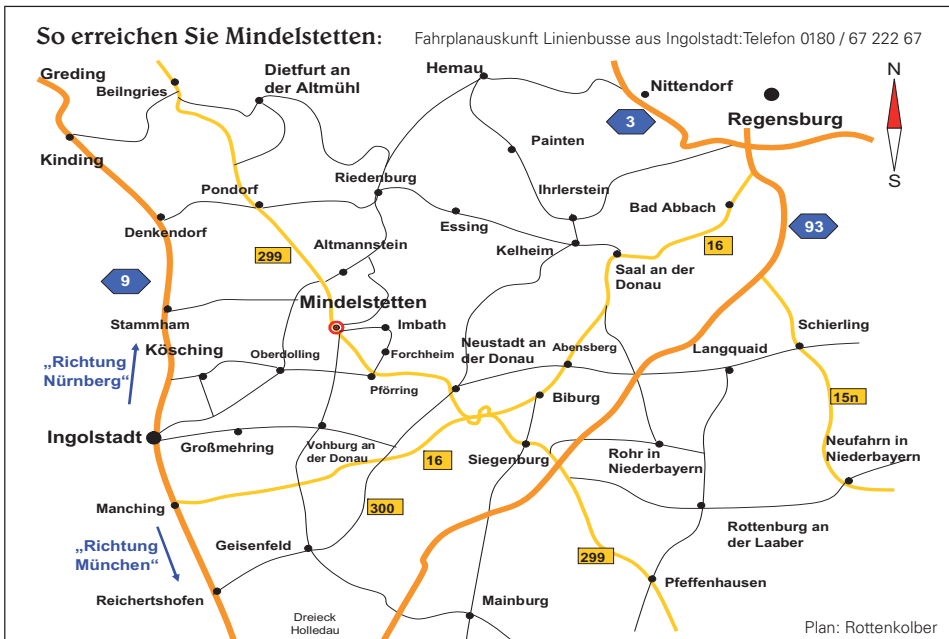 So erreichen Sie Mindelstetten:
Fahrplanauskunft Linienbusse aus Ingolstadt:Telefon 0180 / 67 222 67
Greding
Beilngries
Dietfurt an
der Altmühl
Hemau
Nittendorf
N
3
Regensburg
Kinding
Painten
S
Riedenburg
Ihrlerstein
Pondorf
Bad Abbach
Denkendorf
Essing
93
Altmannstein
Kelheim
16
299
Saal an der
Donau
9
Mindelstetten
Stammham
Imbath
Schierling
Kösching
Neustadt an
der Donau
Abensberg
Langquaid
„Richtung
Nürnberg“
Oberdolling
Forchheim
Pförring
Biburg
15n
Ingolstadt
Großmehring
Vohburg an
der Donau
16
Siegenburg
Rohr in
Niederbayern
Neufahrn in
Niederbayern
Manching
300
Rottenburg an
der Laaber
„Richtung
München“
Geisenfeld
299
Pfeffenhausen
Reichertshofen
Mainburg
Dreieck
Holledau
Plan: Rottenkolber